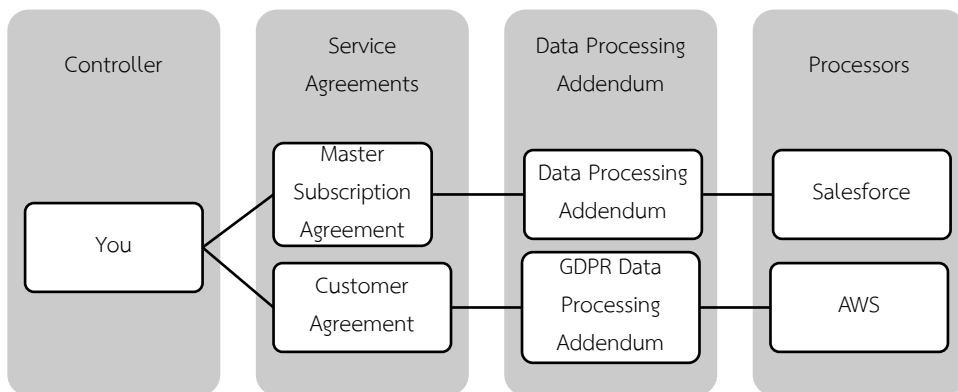 Controller
Service
Agreements
Data Processing
Addendum
Processors
You
Master
Subscription
Agreement
Data Processing
Addendum
Salesforce
Customer
Agreement
GDPR Data
Processing
Addendum
AWS